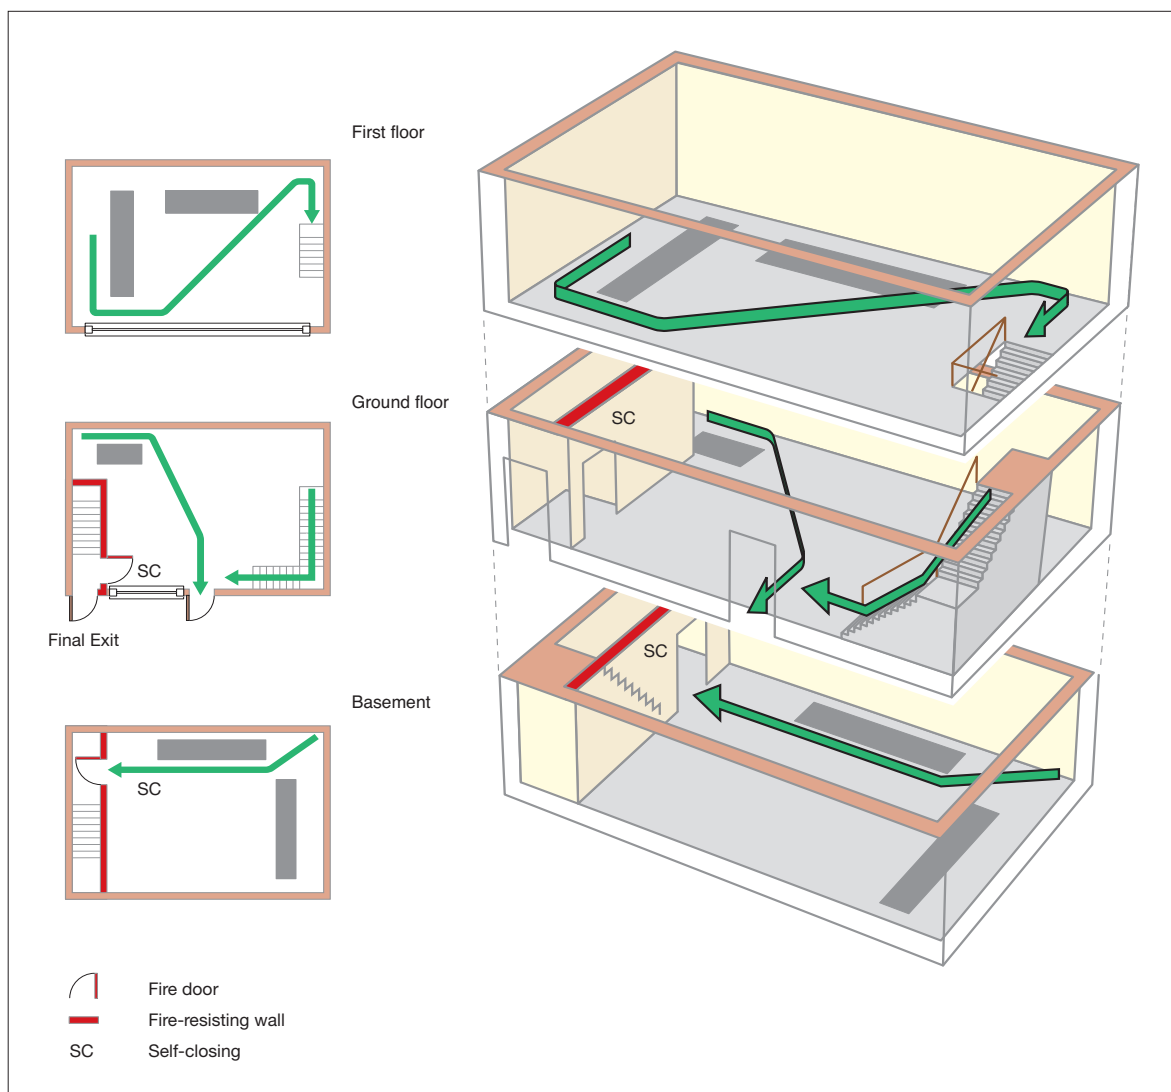 First floor
SC
Ground floor
SC
Final Exit
SC
Basement
SC
Fire door
Fire-resisting wall
SC Self-closing